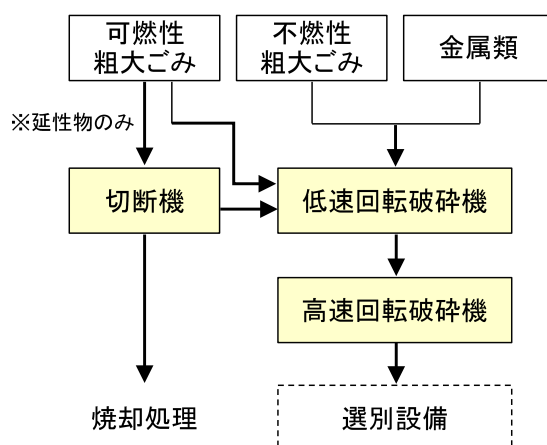 可燃性
粗大ごみ
不燃性
粗大ごみ
金属類
※延性物のみ
切断機
低速回転破砕機
高速回転破砕機
焼却処理
選別設備